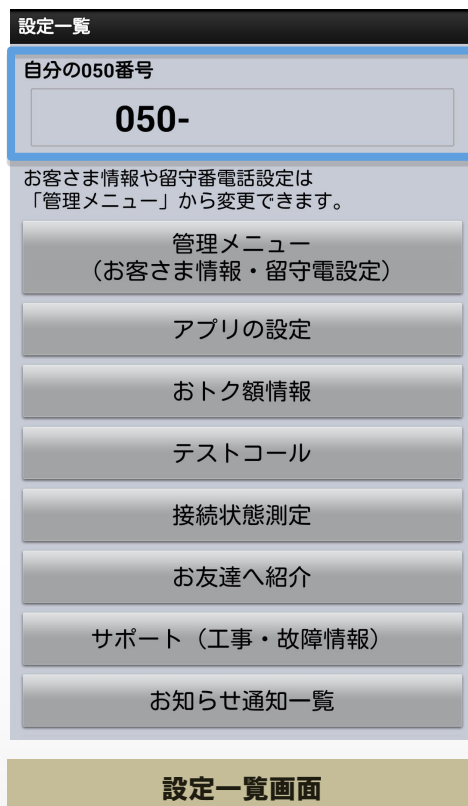 設定一覧
自分の050番号
050-
お客さま情報や留守番電話設定は
「管理メニュー」から変更できます。
管理メニュー
（お客さま情報・留守電設定）
アプリの設定
おトク額情報
テストコール
接続状態測定
お友達へ紹介
サポート（工事・故障情報）
お知らせ通知一覧
設定一覧画面